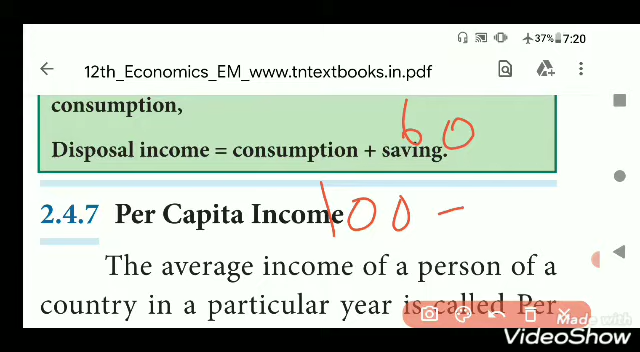 37% 7:20
12th_Economics_EM_www.tntextbooks.in.pdf
consumption,
60
Disposal income = consumption + saving.
2.4.7 Per Capita Income
100 -
The average income of a person of a
country in a particular year is called Per
Made with
VideoShow